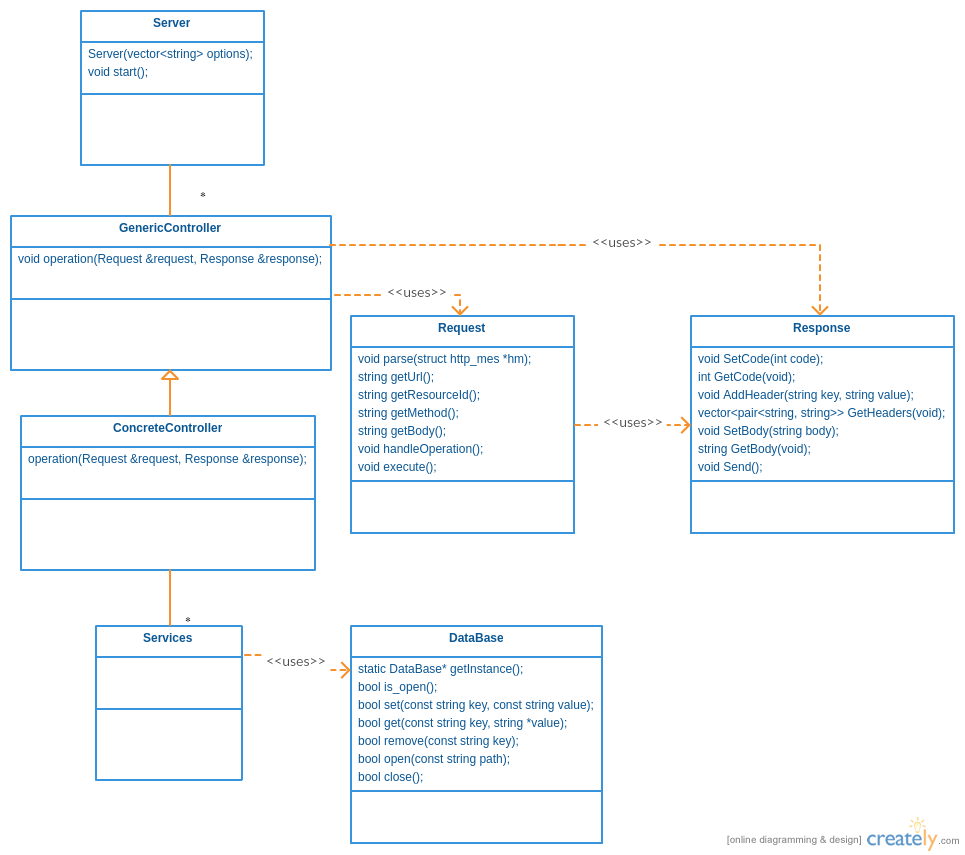 Server
Server(vector<string> options);
void start();
*
GenericController
void operation(Request &request, Response &response);
<<uses>>
<<uses>>
Request
void parse(struct http_mes *hm);
string getUrl();
string getResourceId();
string getMethod();
string getBody();
void handleOperation();
void execute();
<<uses>>
Response
void SetCode(int code);
int GetCode(void);
void AddHeader(string key, string value);
vector<pair<string, string>> GetHeaders(void);
void SetBody(string body);
string GetBody(void);
void Send();
ConcreteController
operation(Request &request, Response &response);
*
Services
<<uses>>
DataBase
static DataBase* getInstance();
bool is_open();
bool set(const string key, const string value);
bool get(const string key, string *value);
bool remove(const string key);
bool open(const string path);
bool close();
[online diagramming & design] creately.com